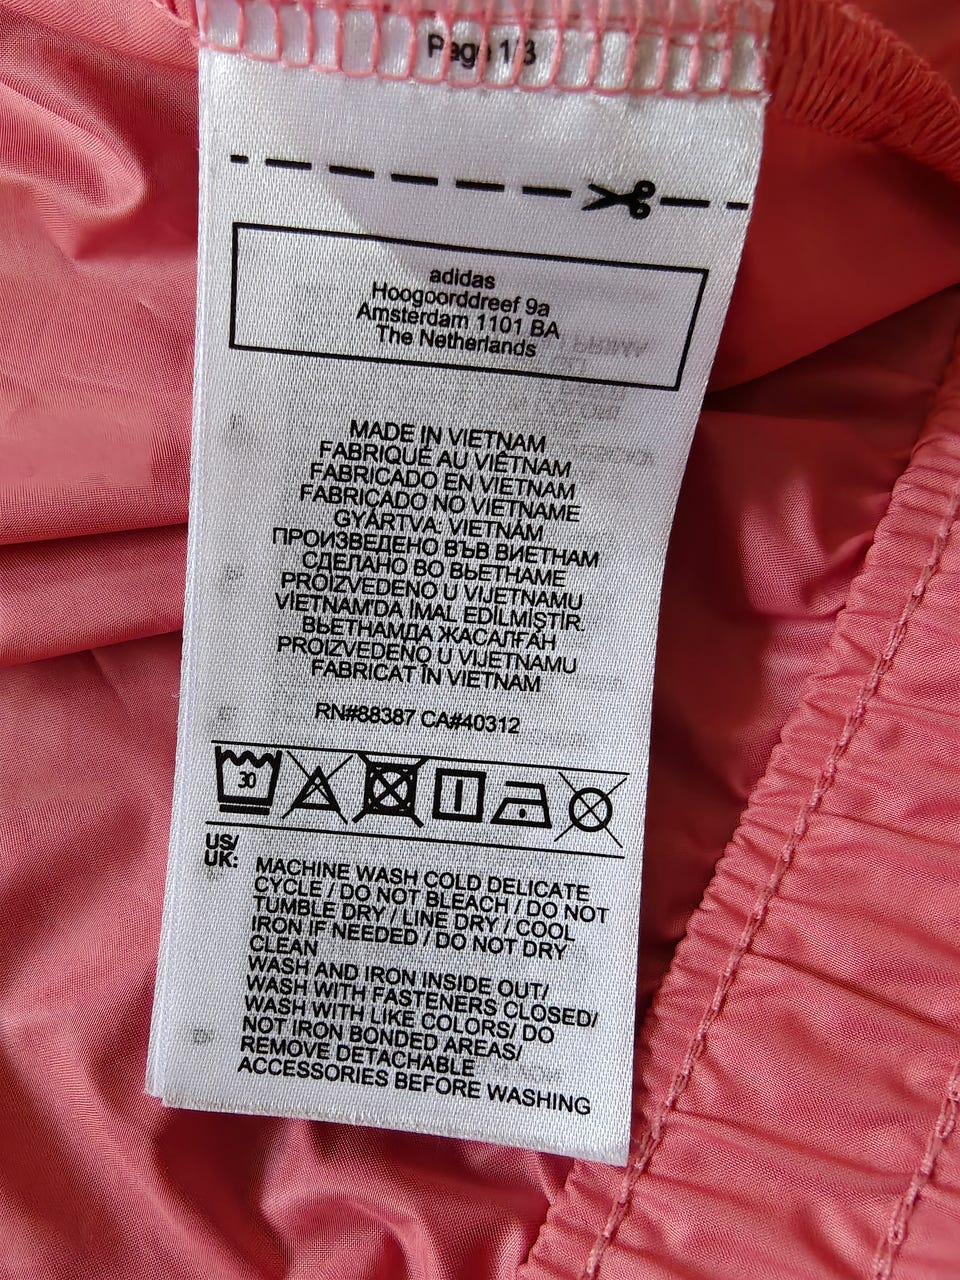 Page 1/3
adidas
Hoogoorddreef 9a
Amsterdam 1101 BA
The Netherlands
MADE IN VIETNAM
FABRIQUÉ AU VIÊTNAM
FABRICADO EN VIETNAM
FABRICADO NO VIETNAME
GYÁRTVA: VIETNÁM
ПРОИЗВЕДЕНО ВЪВ ВИЕТНАМ
СДЕЛАНО ВО ВЬЕТНАМЕ
PROIZVEDENO U VIJETNAMU
VIETNAM'DA İMAL EDİLMİŞTİR.
ВЬЕТНАМДА ЖАСАЛҒАН
PROIZVEDENO U VIJETNAMU
FABRICAT ÎN VIETNAM
RN#88387 CA#40312
30
US/
UK:
MACHINE WASH COLD DELICATE
CYCLE / DO NOT BLEACH / DO NOT
TUMBLE DRY / LINE DRY / COOL
IRON IF NEEDED / DO NOT DRY
CLEAN
WASH AND IRON INSIDE OUT/
WASH WITH FASTENERS CLOSED/
WASH WITH LIKE COLORS/ DO
NOT IRON BONDED AREAS/
REMOVE DETACHABLE
ACCESSORIES BEFORE WASHING